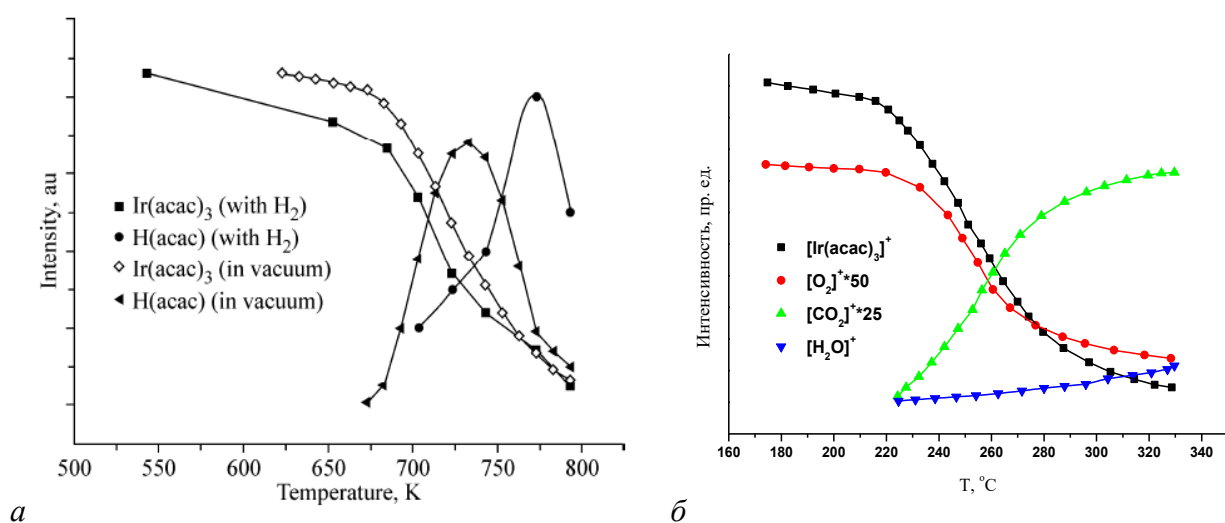 Intensity, au
Ir(acac)3 (with H2)
H(acac) (with H2)
Ir(acac)3 (in vacuum)
H(acac) (in vacuum)
500 550 600 650 700 750 800
Temperature, K
а
Интенсивность, пр. ед.
[Ir(acac)3]+
[O2]+*50
[CO2]+*25
[H2O]+
160 180 200 220 240 260 280 300 320 340
T, °C
б